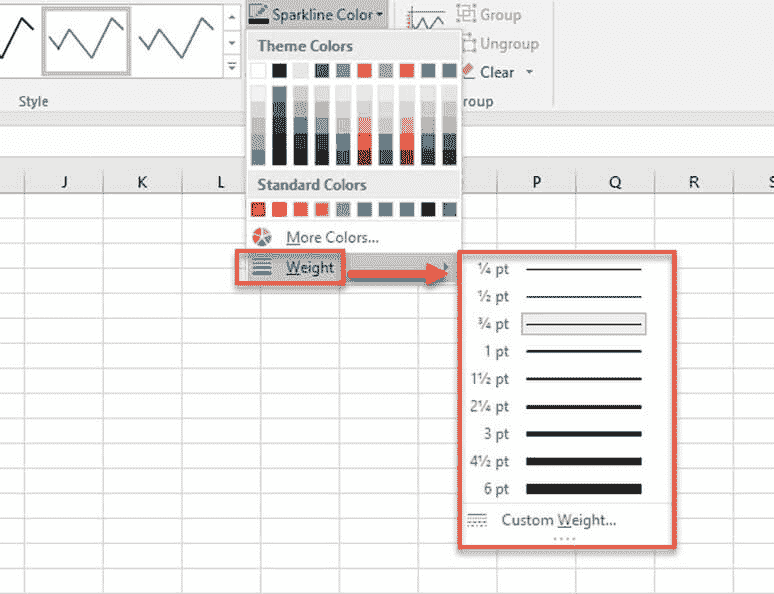 Sparkline Color
Group
Ungroup
Clear
Style
roup
Theme Colors
Standard Colors
More Colors...
Weight
J K L P Q R S
¼ pt
½ pt
¾ pt
1 pt
1½ pt
2¼ pt
3 pt
4½ pt
6 pt
Custom Weight...